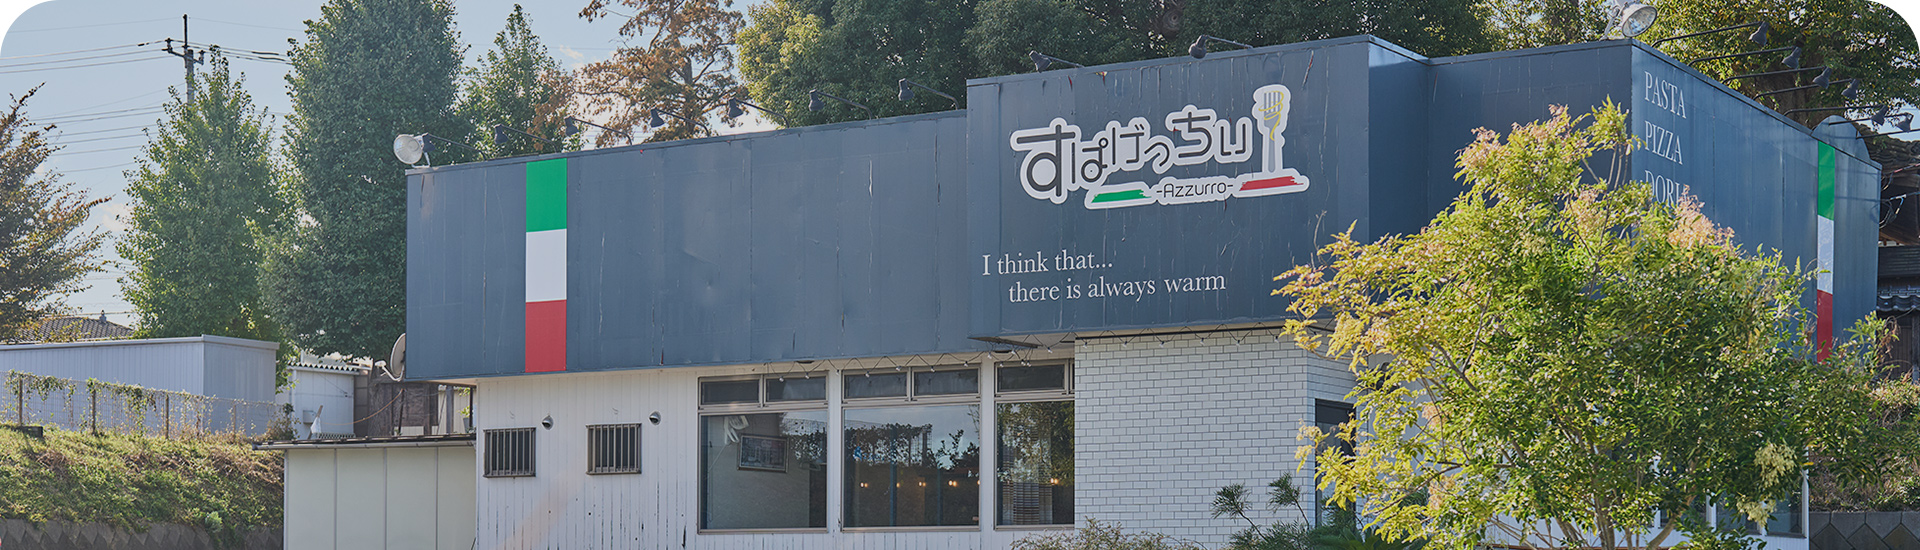 すぱげっちぃ
-Azzurro-
I think that...
there is always warm
PASTA
PIZZA